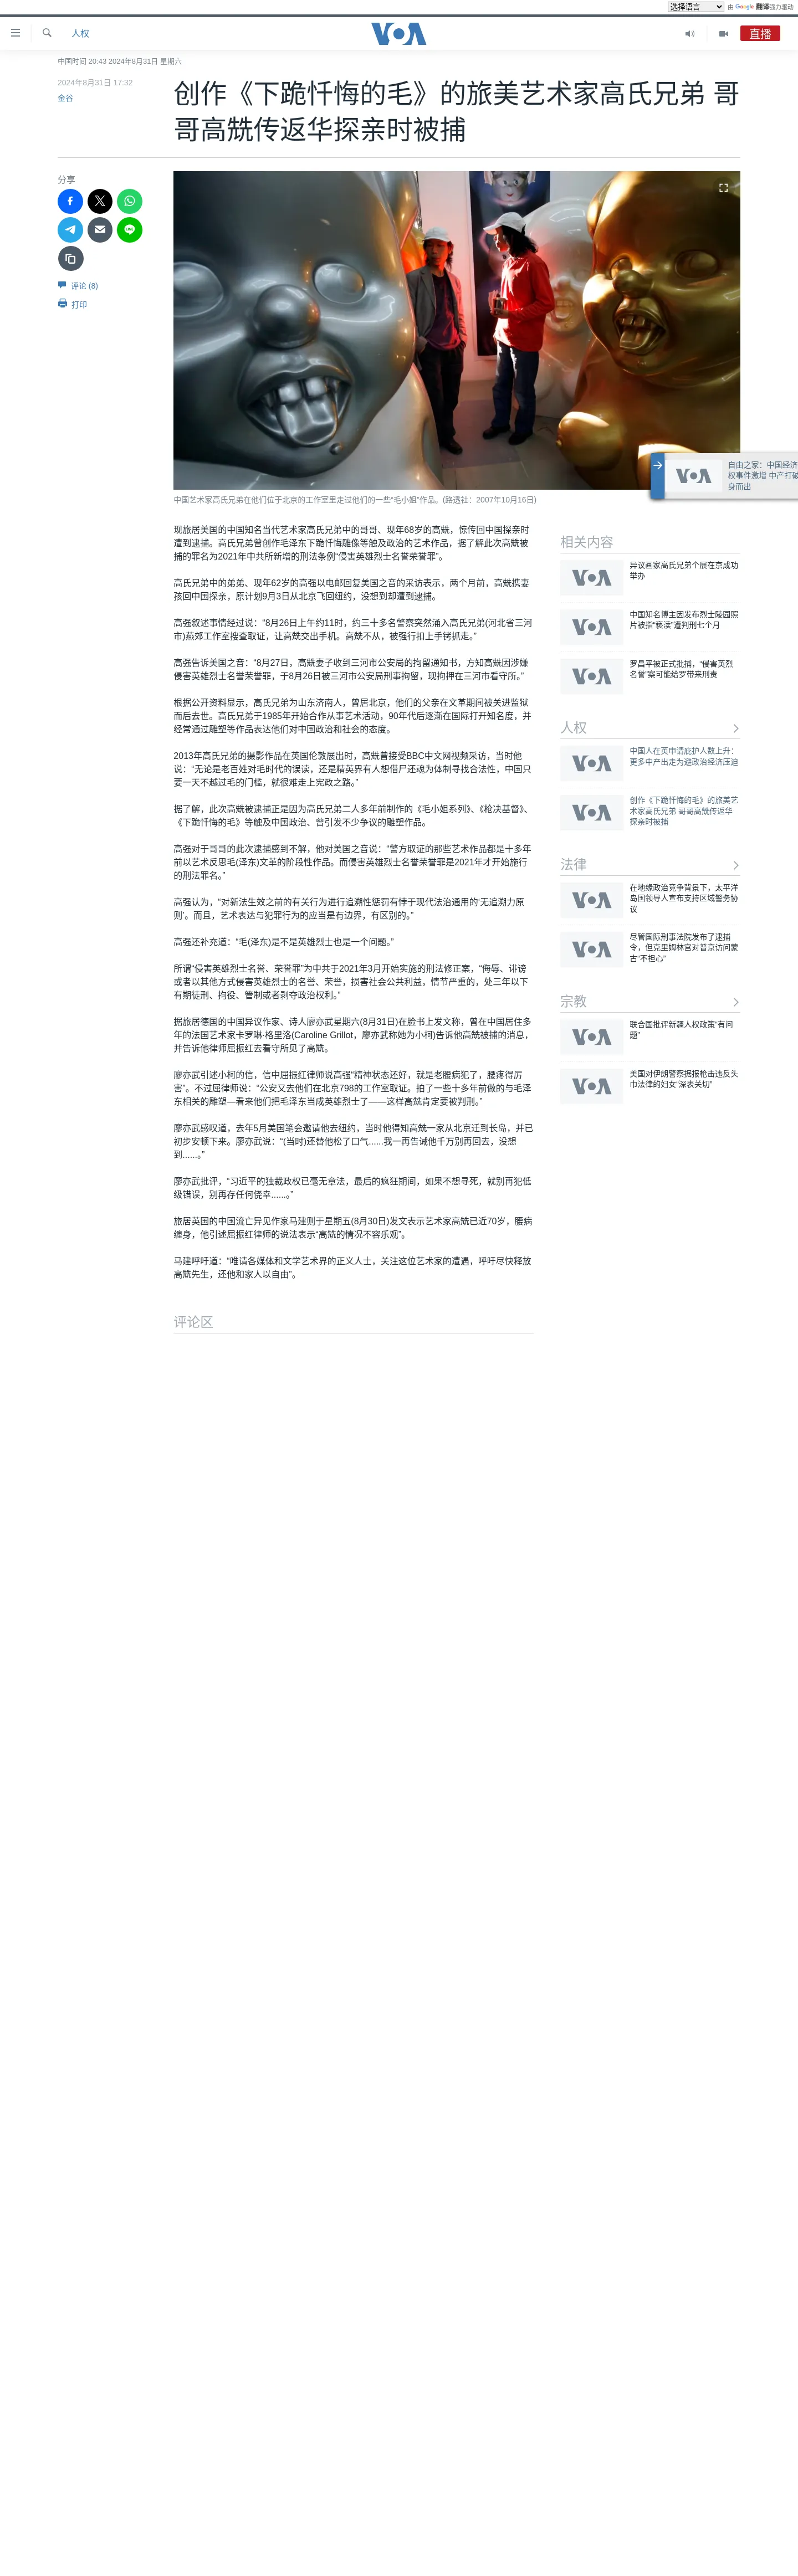 选择语言 由 Google 翻译强力驱动
人权 VOA 直播
中国时间 20:43 2024年8月31日 星期六
2024年8月31日 17:32
金谷
创作《下跪忏悔的毛》的旅美艺术家高氏兄弟 哥
哥高兟传返华探亲时被捕
分享
评论 (8)
打印
中国艺术家高氏兄弟在他们位于北京的工作室里走过他们的一些“毛小姐”作品。(路透社：2007年10月16日)
VOA
自由之家：中国经济
权事件激增 中产打破
身而出
现旅居美国的中国知名当代艺术家高氏兄弟中的哥哥、现年68岁的高兟，惊传回中国探亲时
遭到逮捕。高氏兄弟曾创作毛泽东下跪忏悔雕像等触及政治的艺术作品，据了解此次高兟被
捕的罪名为2021年中共所新增的刑法条例“侵害英雄烈士名誉荣誉罪”。
高氏兄弟中的弟弟、现年62岁的高强以电邮回复美国之音的采访表示，两个月前，高兟携妻
孩回中国探亲，原计划9月3日从北京飞回纽约，没想到却遭到逮捕。
高强叙述事情经过说：“8月26日上午约11时，约三十多名警察突然涌入高氏兄弟(河北省三河
市)燕郊工作室搜查取证，让高兟交出手机。高兟不从，被强行扣上手铐抓走。”
高强告诉美国之音：“8月27日，高兟妻子收到三河市公安局的拘留通知书，方知高兟因涉嫌
侵害英雄烈士名誉荣誉罪，于8月26日被三河市公安局刑事拘留，现拘押在三河市看守所。”
根据公开资料显示，高氏兄弟为山东济南人，曾居北京，他们的父亲在文革期间被关进监狱
而后去世。高氏兄弟于1985年开始合作从事艺术活动，90年代后逐渐在国际打开知名度，并
经常通过雕塑等作品表达他们对中国政治和社会的态度。
2013年高氏兄弟的摄影作品在英国伦敦展出时，高兟曾接受BBC中文网视频采访，当时他
说：“无论是老百姓对毛时代的误读，还是精英界有人想借尸还魂为体制寻找合法性，中国只
要一天不越过毛的门槛，就很难走上宪政之路。”
据了解，此次高兟被逮捕正是因为高氏兄弟二人多年前制作的《毛小姐系列》、《枪决基督》、
《下跪忏悔的毛》等触及中国政治、曾引发不少争议的雕塑作品。
高强对于哥哥的此次逮捕感到不解，他对美国之音说：“警方取证的那些艺术作品都是十多年
前以艺术反思毛(泽东)文革的阶段性作品。而侵害英雄烈士名誉荣誉罪是2021年才开始施行
的刑法罪名。”
高强认为，“对新法生效之前的有关行为进行追溯性惩罚有悖于现代法治通用的‘无追溯力原
则’。而且，艺术表达与犯罪行为的应当是有边界，有区别的。”
高强还补充道：“毛(泽东)是不是英雄烈士也是一个问题。”
所谓“侵害英雄烈士名誉、荣誉罪”为中共于2021年3月开始实施的刑法修正案，“侮辱、诽谤
或者以其他方式侵害英雄烈士的名誉、荣誉，损害社会公共利益，情节严重的，处三年以下
有期徒刑、拘役、管制或者剥夺政治权利。”
据旅居德国的中国异议作家、诗人廖亦武星期六(8月31日)在脸书上发文称，曾在中国居住多
年的法国艺术家卡罗琳·格里洛(Caroline Grillot，廖亦武称她为小柯)告诉他高兟被捕的消息，
并告诉他律师屈振红去看守所见了高兟。
廖亦武引述小柯的信，信中屈振红律师说高强“精神状态还好，就是老腰病犯了，腰疼得厉
害”。不过屈律师说：“公安又去他们在北京798的工作室取证。拍了一些十多年前做的与毛泽
东相关的雕塑—看来他们把毛泽东当成英雄烈士了——这样高兟肯定要被判刑。”
廖亦武感叹道，去年5月美国笔会邀请他去纽约，当时他得知高兟一家从北京迁到长岛，并已
初步安顿下来。廖亦武说：“(当时)还替他松了口气......我一再告诫他千万别再回去，没想
到......。”
廖亦武批评，“习近平的独裁政权已毫无章法，最后的疯狂期间，如果不想寻死，就别再犯低
级错误，别再存任何侥幸......。”
旅居英国的中国流亡异见作家马建则于星期五(8月30日)发文表示艺术家高兟已近70岁，腰病
缠身，他引述屈振红律师的说法表示“高兟的情况不容乐观”。
马建呼吁道：“唯请各媒体和文学艺术界的正义人士，关注这位艺术家的遭遇，呼吁尽快释放
高兟先生，还他和家人以自由”。
评论区
相关内容
VOA
异议画家高氏兄弟个展在京成功
举办
VOA
中国知名博主因发布烈士陵园照
片被指“亵渎”遭判刑七个月
VOA
罗昌平被正式批捕，“侵害英烈
名誉”案可能给罗带来刑责
人权
VOA
中国人在英申请庇护人数上升：
更多中产出走为避政治经济压迫
VOA
创作《下跪忏悔的毛》的旅美艺
术家高氏兄弟 哥哥高兟传返华
探亲时被捕
法律
VOA
在地缘政治竞争背景下，太平洋
岛国领导人宣布支持区域警务协
议
VOA
尽管国际刑事法院发布了逮捕
令，但克里姆林宫对普京访问蒙
古“不担心”
宗教
VOA
联合国批评新疆人权政策“有问
题”
VOA
美国对伊朗警察据报枪击违反头
巾法律的妇女“深表关切”